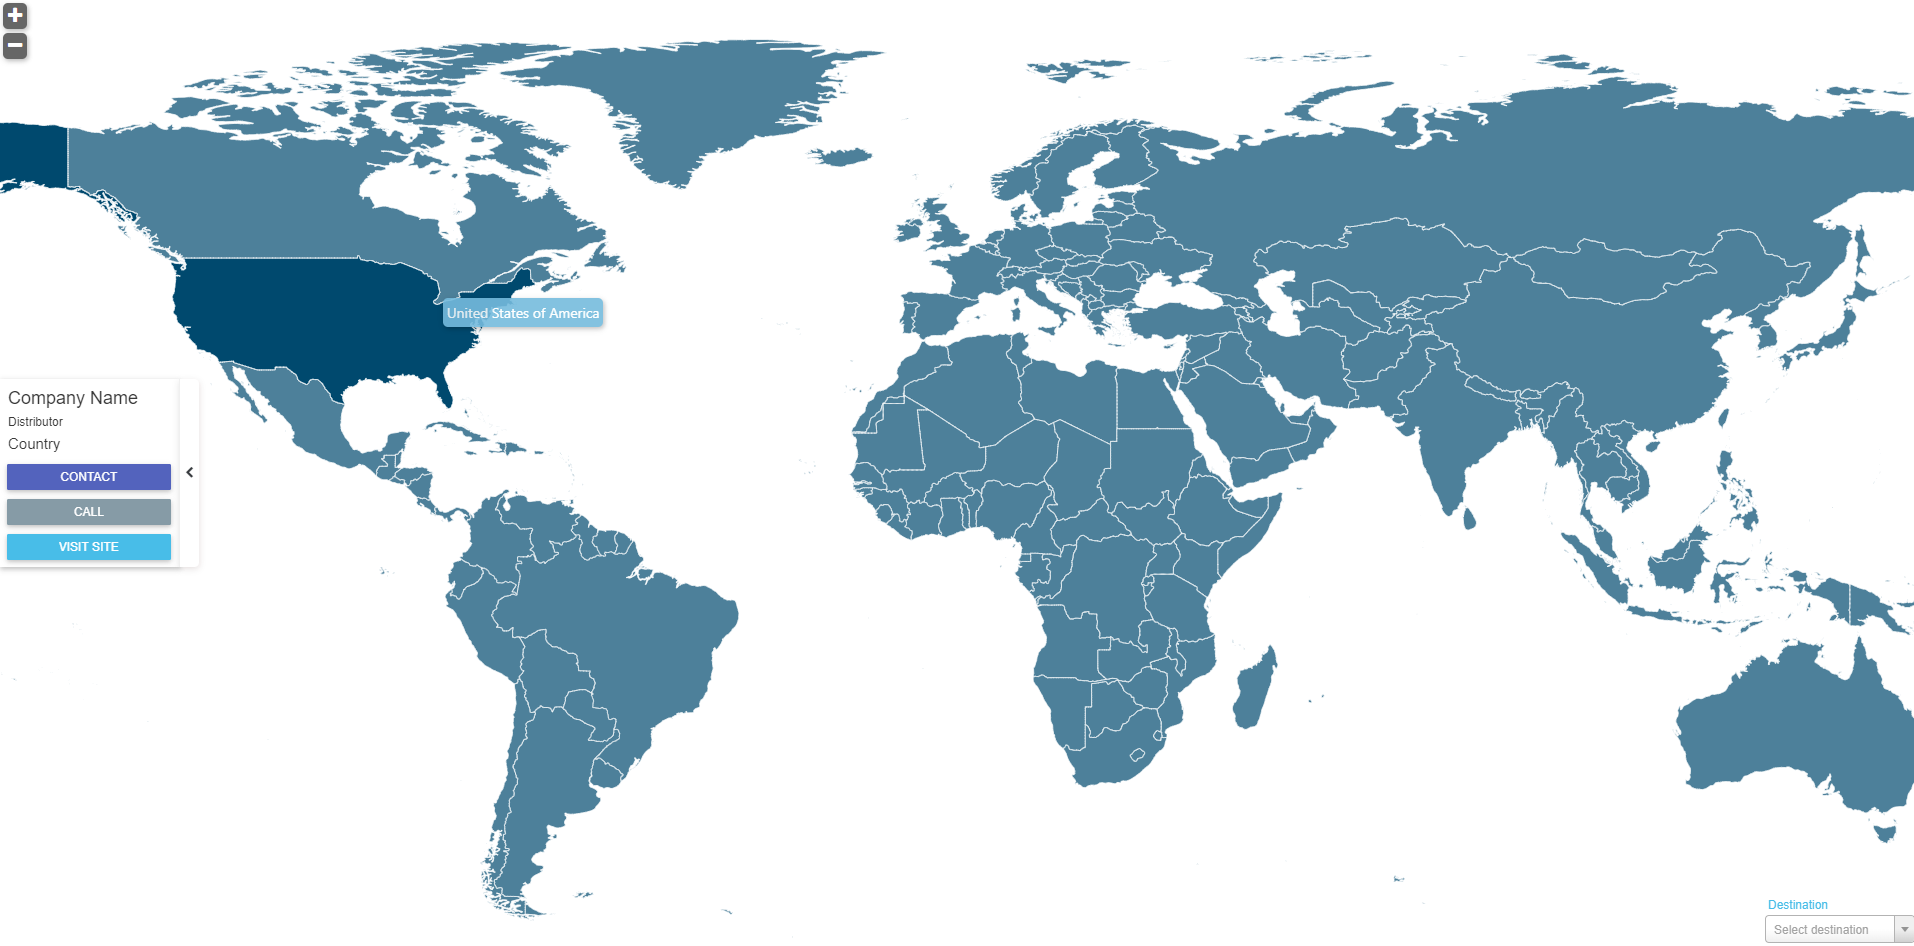 United States of America
Company Name
Distributor
Country
CONTACT
CALL
VISIT SITE
Destination
Select destination